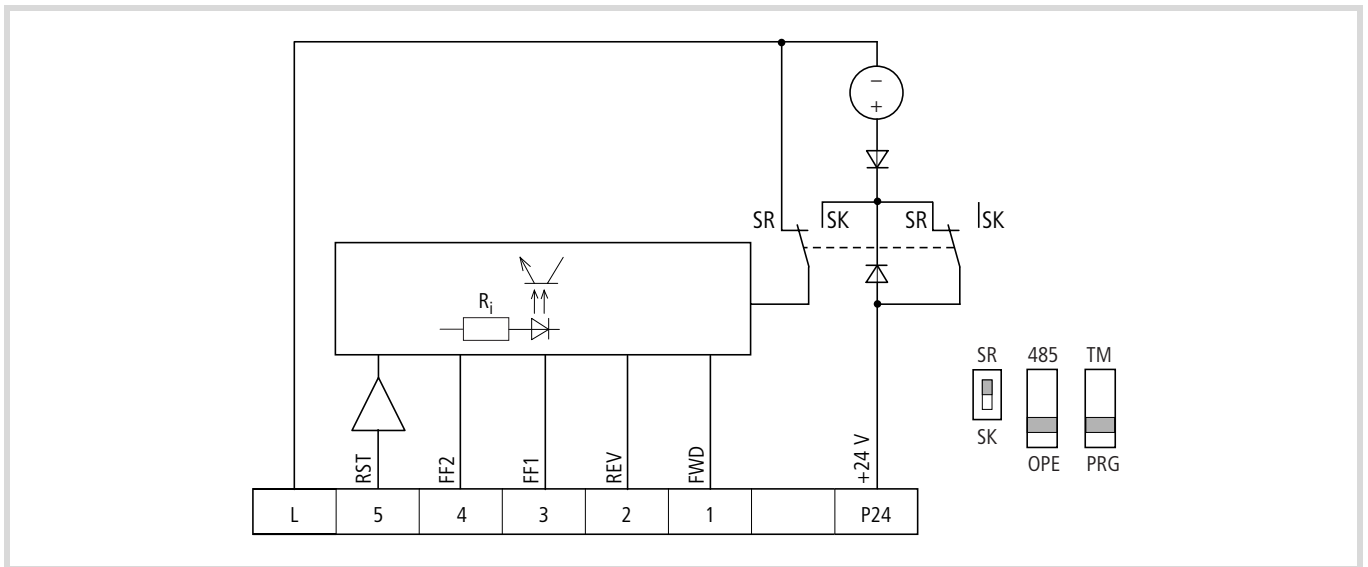 −
+
SR
SK
SR
SK
Ri
SR
485
TM
SK
OPE
PRG
RST
FF2
FF1
REV
FWD
+24 V
L
5
4
3
2
1
P24